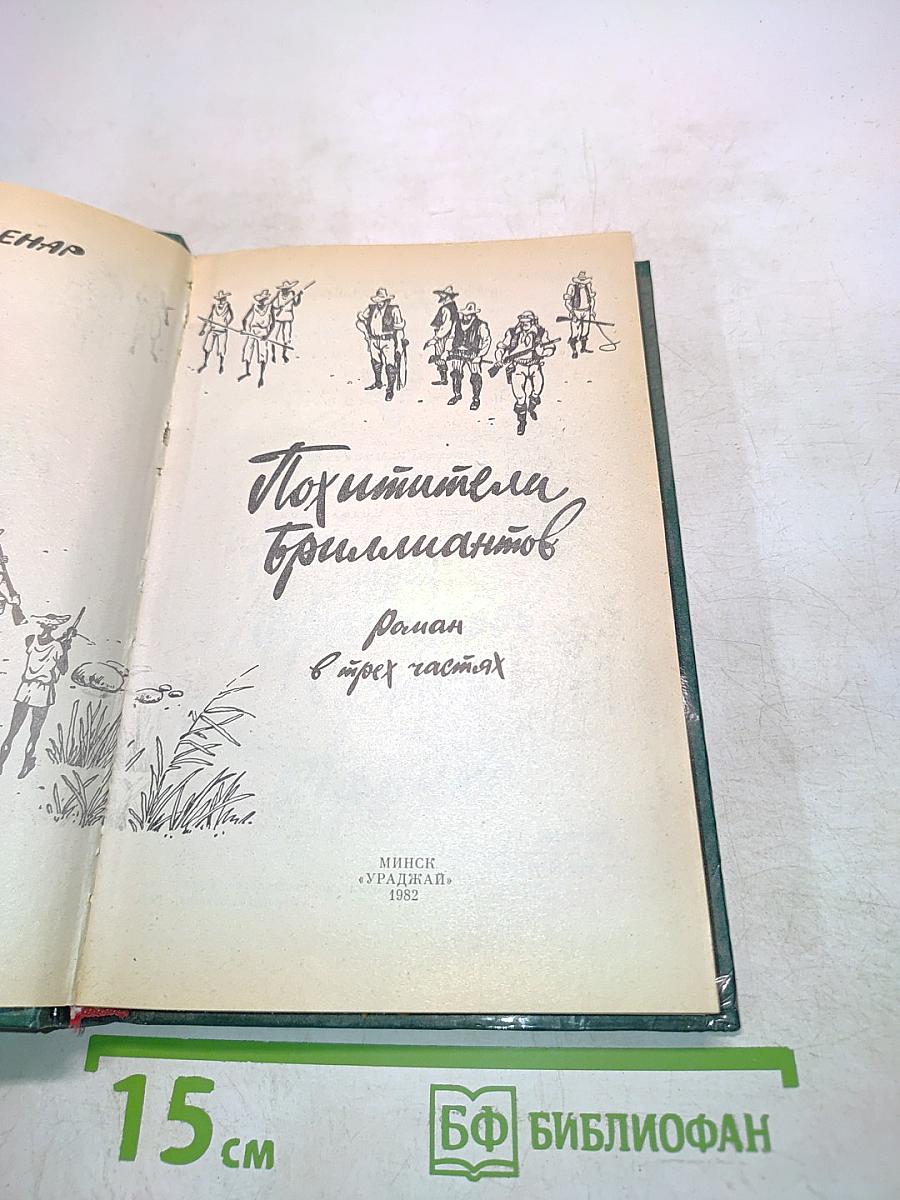 ЕНАР
Похитители
Бриллиантов
Роман
в трех частях
МИНСК
«УРАДЖАЙ»
1982
15 см
БФ БИБЛИОФАН